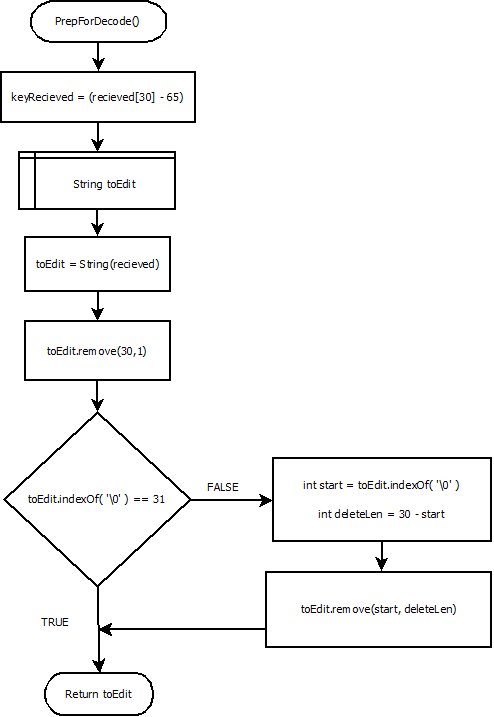 PrepForDecode()
keyRecieved = (recieved[30] - 65)
String toEdit
toEdit = String(recieved)
toEdit.remove(30,1)
toEdit.indexOf( '\0' ) == 31
FALSE
int start = toEdit.indexOf( '\0' )
int deleteLen = 30 - start
toEdit.remove(start, deleteLen)
TRUE
Return toEdit